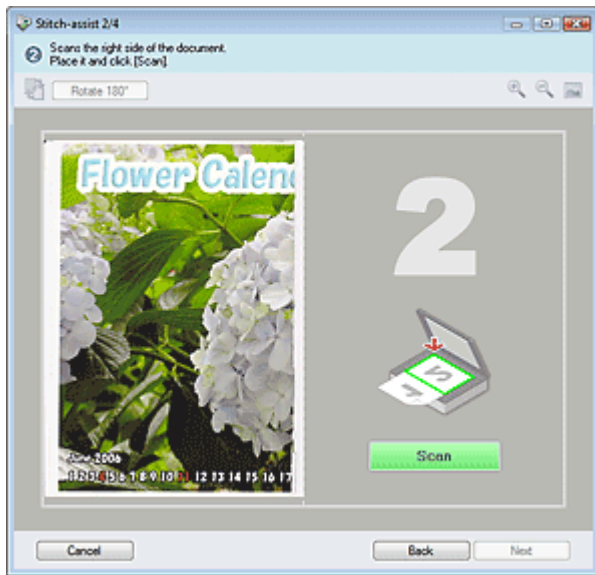 Stitch-assist 2/4
2 Scans the right side of the document.
Place it and click [Scan].
Rotate 180°
Flower Calen
2
June 2006
1 2 3 4 5 6 7 8 9 10 11 12 13 14 15 16 17
Scan
Cancel
Back
Next